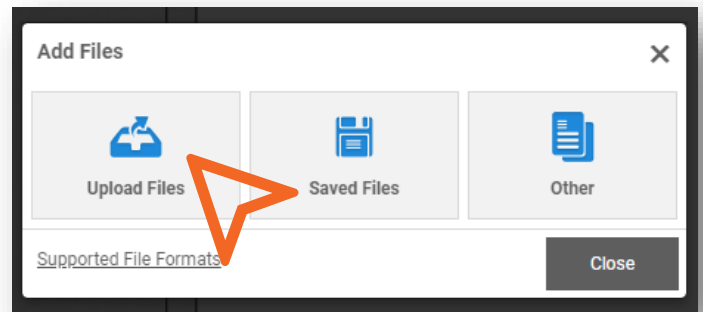 Add Files
Upload Files
Saved Files
Other
Supported File Formats
Close